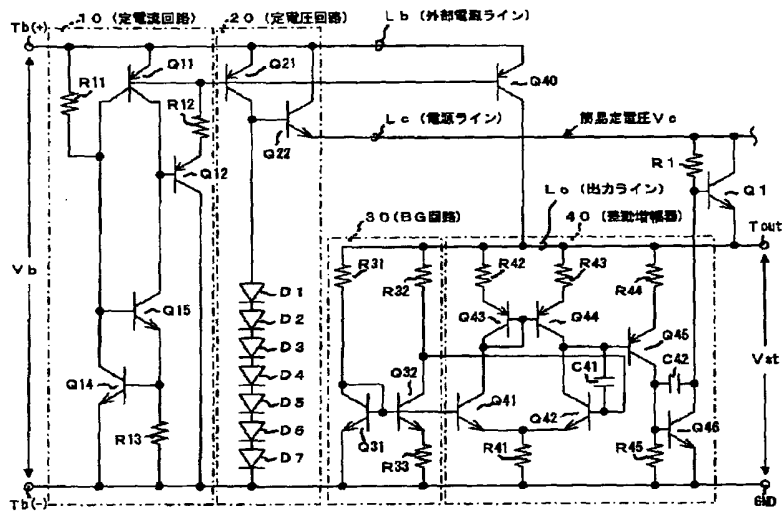 10 (定電流回路)
20 (定電圧回路)
Tb(+)
Lb (外部電源ライン)
Q11
Q21
R11
R12
Q40
Lc (電源ライン)
簡易定電圧Vc
Q22
Q12
R1
Q1
Lo (出力ライン)
30 (BG回路)
40 (差動増幅器)
Tout
Vb
R31
R32
R42
R43
R44
D1
Q15
D2
Q43
Q44
Q45
D3
Q32
C41
C42
Vst
Q14
D4
D5
Q41
Q42
Q46
R13
D6
Q31
R33
R41
R45
D7
Tb(-)
GND